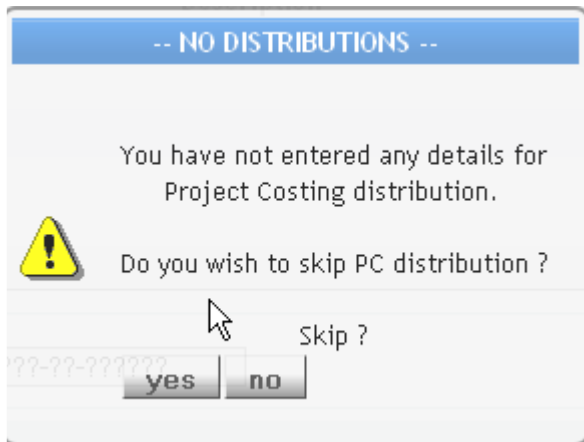 Description
-- NO DISTRIBUTIONS --
You have not entered any details for
Project Costing distribution.
Do you wish to skip PC distribution ?
Skip ?
???-??-??????
yes no